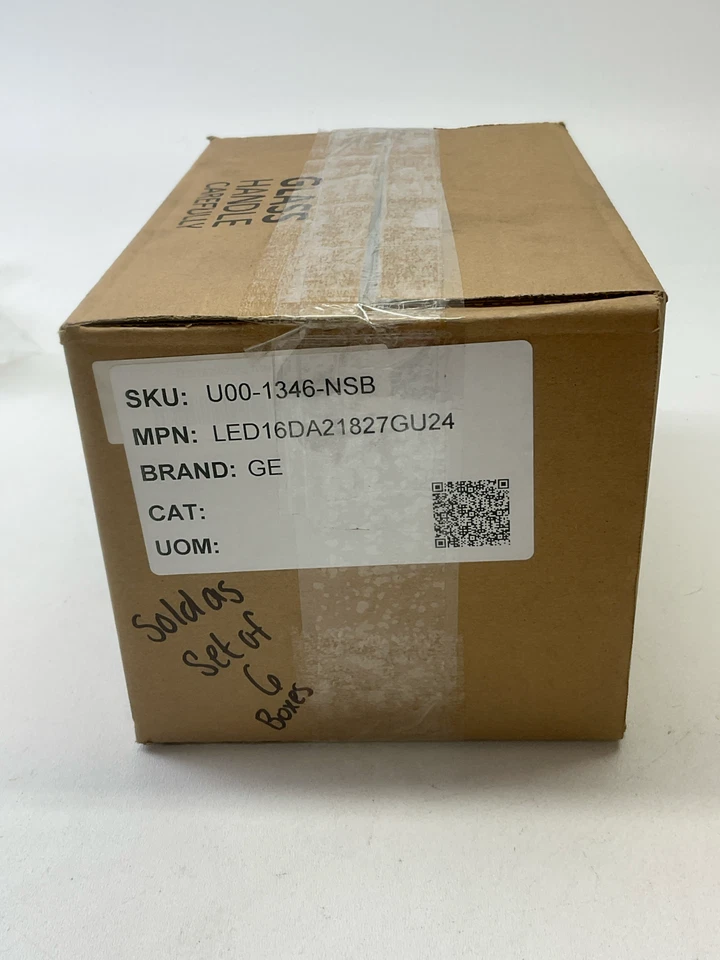 GLASS
HANDLE
CAREFULLY
SKU: U00-1346-NSB
MPN: LED16DA21827GU24
BRAND: GE
CAT:
UOM:
Sold as
Set of
6
Boxes